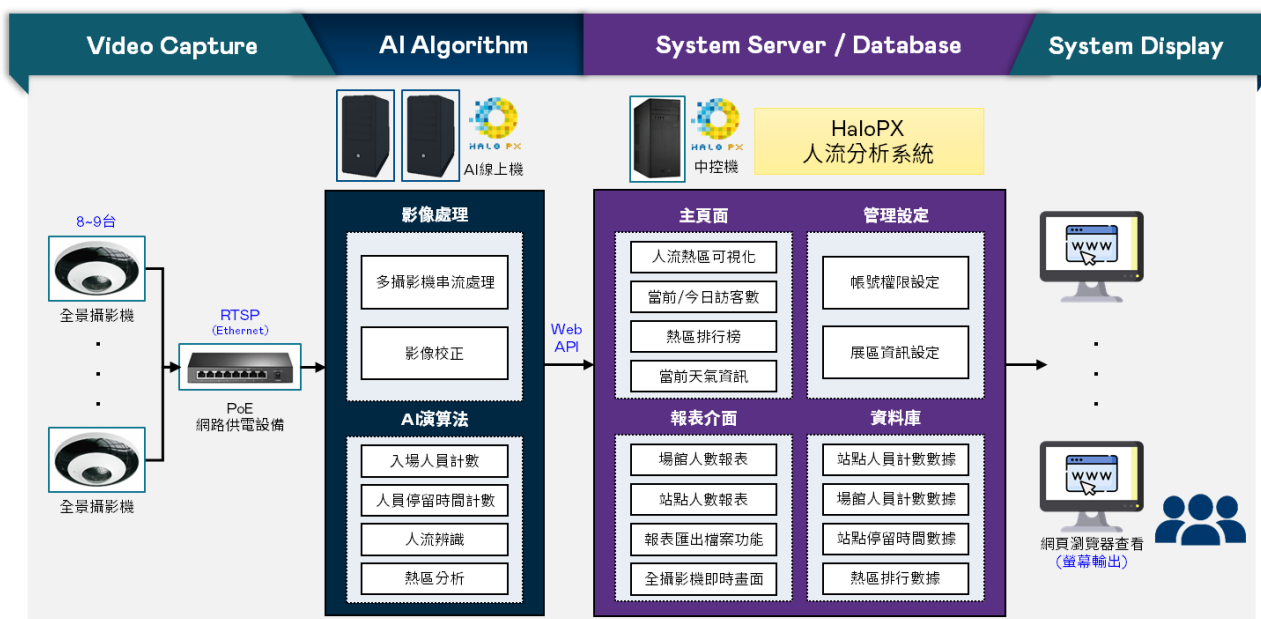 Video Capture
AI Algorithm
System Server / Database
System Display
HALO PX
AI線上機
HALO PX
中控機
HaloPX
人流分析系統
8~9台
全景攝影機
全景攝影機
RTSP
(Ethernet)
PoE
網路供電設備
影像處理
多攝影機串流處理
影像校正
AI演算法
入場人員計數
人員停留時間計數
人流辨識
熱區分析
Web
API
主頁面
人流熱區可視化
當前/今日訪客數
熱區排行榜
當前天氣資訊
管理設定
帳號權限設定
展區資訊設定
報表介面
場館人數報表
站點人數報表
報表匯出檔案功能
全攝影機即時畫面
資料庫
站點人員計數數據
場館人員計數數據
站點停留時間數據
熱區排行數據
www
www
網頁瀏覽器查看
(螢幕輸出)